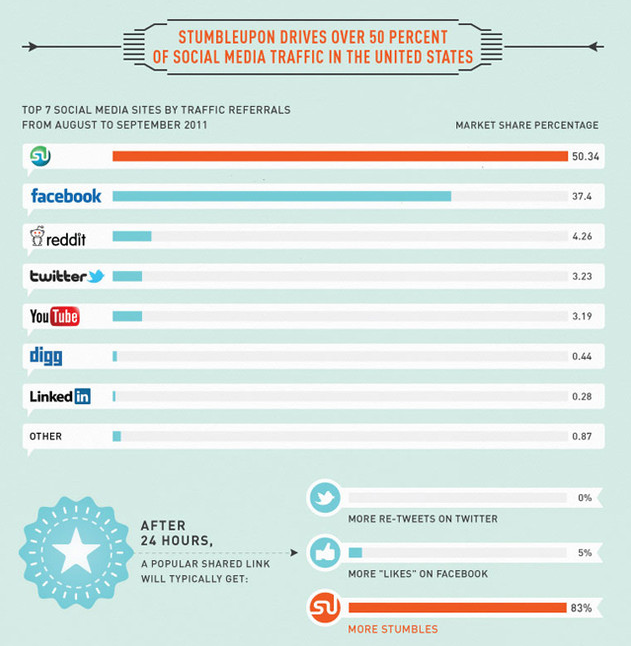 STUMBLEUPON DRIVES OVER 50 PERCENT
OF SOCIAL MEDIA TRAFFIC IN THE UNITED STATES
TOP 7 SOCIAL MEDIA SITES BY TRAFFIC REFERRALS
FROM AUGUST TO SEPTEMBER 2011
MARKET SHARE PERCENTAGE
su 50.34
facebook 37.4
reddit 4.26
twitter 3.23
YouTube 3.19
digg 0.44
Linked in 0.28
OTHER 0.87
AFTER
24 HOURS,
A POPULAR SHARED LINK
WILL TYPICALLY GET:
0%
MORE RE-TWEETS ON TWITTER
5%
MORE "LIKES" ON FACEBOOK
su 83%
MORE STUMBLES